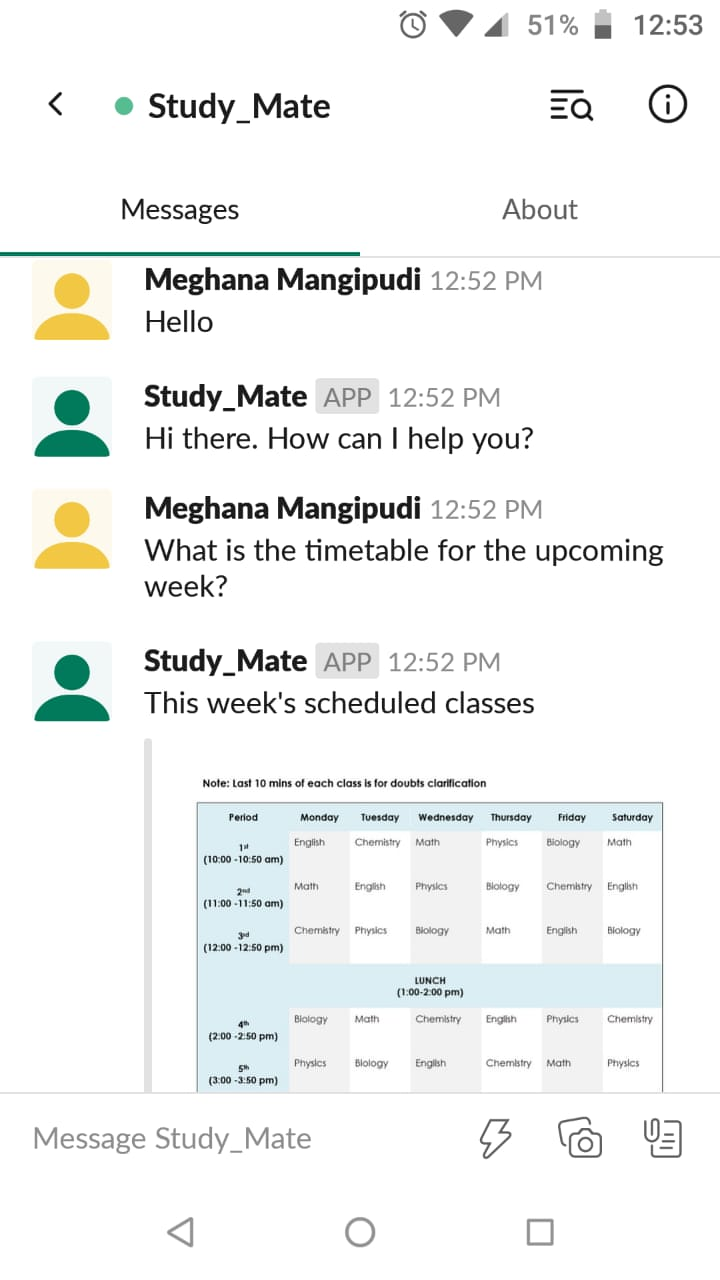 51% 12:53
Study_Mate
Messages About
Meghana Mangipudi 12:52 PM
Hello
Study_Mate APP 12:52 PM
Hi there. How can I help you?
Meghana Mangipudi 12:52 PM
What is the timetable for the upcoming
week?
Study_Mate APP 12:52 PM
This week's scheduled classes
Note: Last 10 mins of each class is for doubts clarification
Period Monday Tuesday Wednesday Thursday Friday Saturday
1st English Chemistry Math Physics Biology Math
(10:00 -10:50 am)
2nd Math English Physics Biology Chemistry English
(11:00 -11:50 am)
3rd Chemistry Physics Biology Math English Biology
(12:00 -12:50 pm)
LUNCH
(1:00-2:00 pm)
4th Biology Math Chemistry English Physics Chemistry
(2:00 -2:50 pm)
5th Physics Biology English Chemistry Math Physics
(3:00 -3:50 pm)
Message Study_Mate